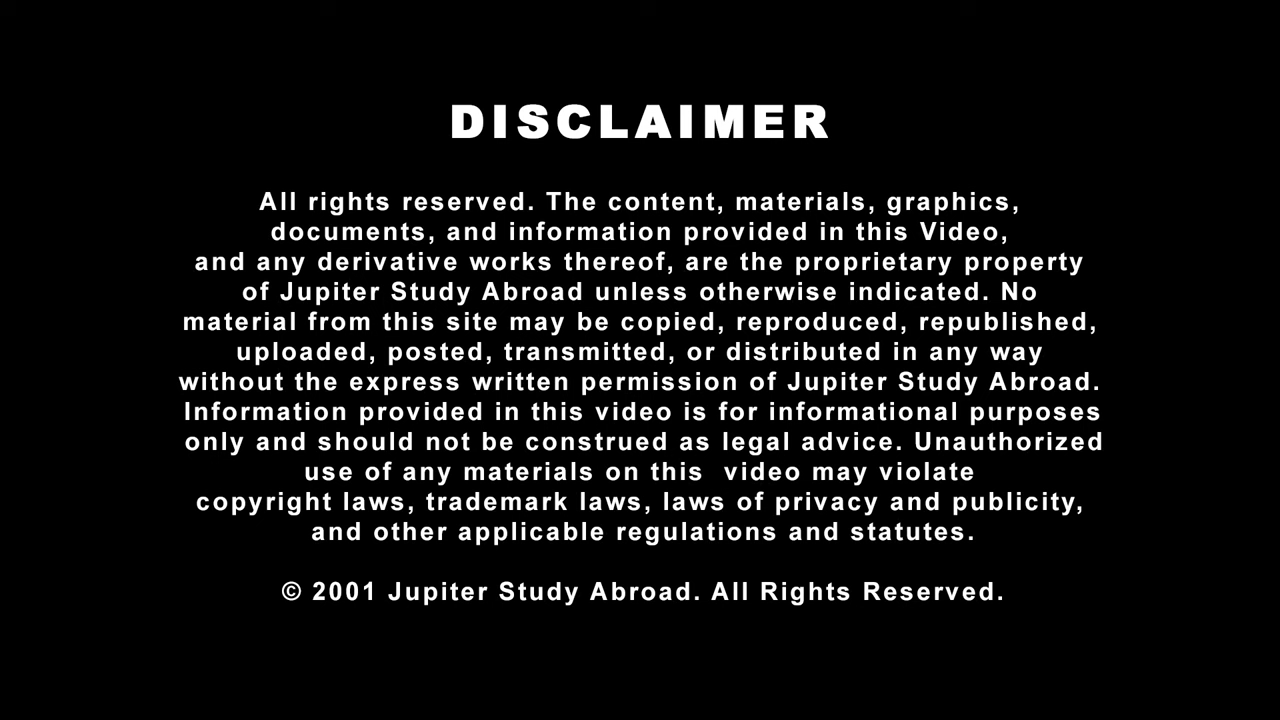 DISCLAIMER
All rights reserved. The content, materials, graphics,
documents, and information provided in this Video,
and any derivative works thereof, are the proprietary property
of Jupiter Study Abroad unless otherwise indicated. No
material from this site may be copied, reproduced, republished,
uploaded, posted, transmitted, or distributed in any way
without the express written permission of Jupiter Study Abroad.
Information provided in this video is for informational purposes
only and should not be construed as legal advice. Unauthorized
use of any materials on this  video may violate
copyright laws, trademark laws, laws of privacy and publicity,
and other applicable regulations and statutes.
© 2001 Jupiter Study Abroad. All Rights Reserved.